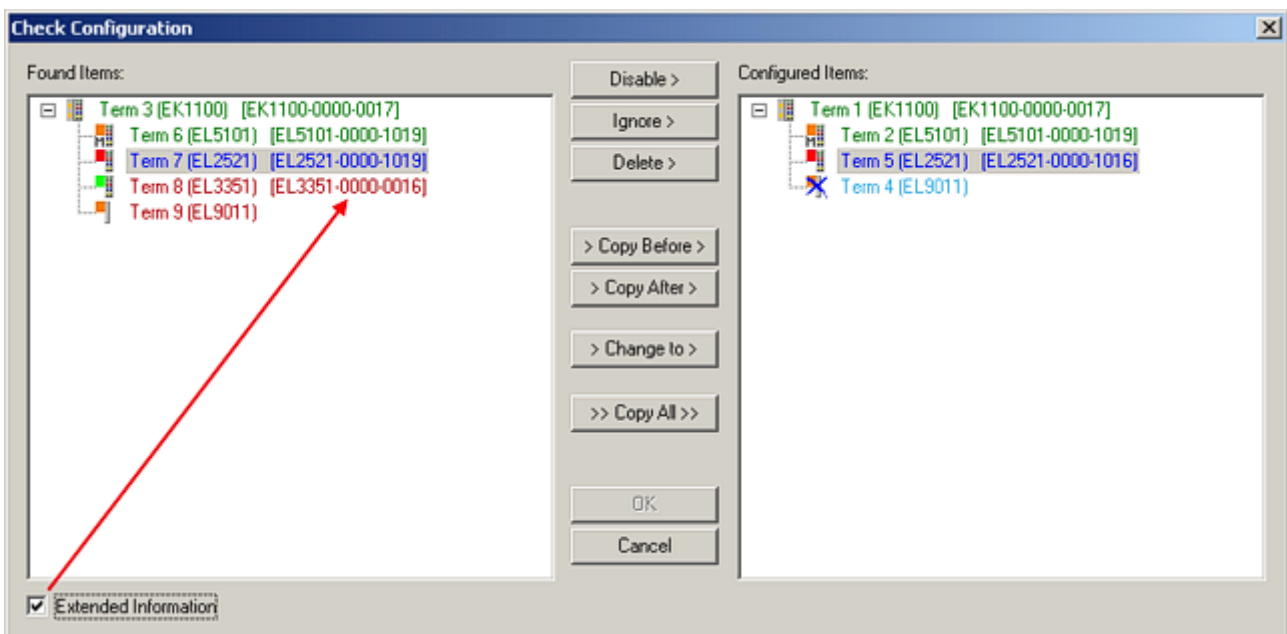 Check Configuration
Found Items:
Term 3 (EK1100) [EK1100-0000-0017]
Term 6 (EL5101) [EL5101-0000-1019]
Term 7 (EL2521) [EL2521-0000-1019]
Term 8 (EL3351) [EL3351-0000-0016]
Term 9 (EL9011)
Disable >
Ignore >
Delete >
> Copy Before >
> Copy After >
> Change to >
>> Copy All >>
OK
Cancel
Configured Items:
Term 1 (EK1100) [EK1100-0000-0017]
Term 2 (EL5101) [EL5101-0000-1019]
Term 5 (EL2521) [EL2521-0000-1016]
Term 4 (EL9011)
Extended Information